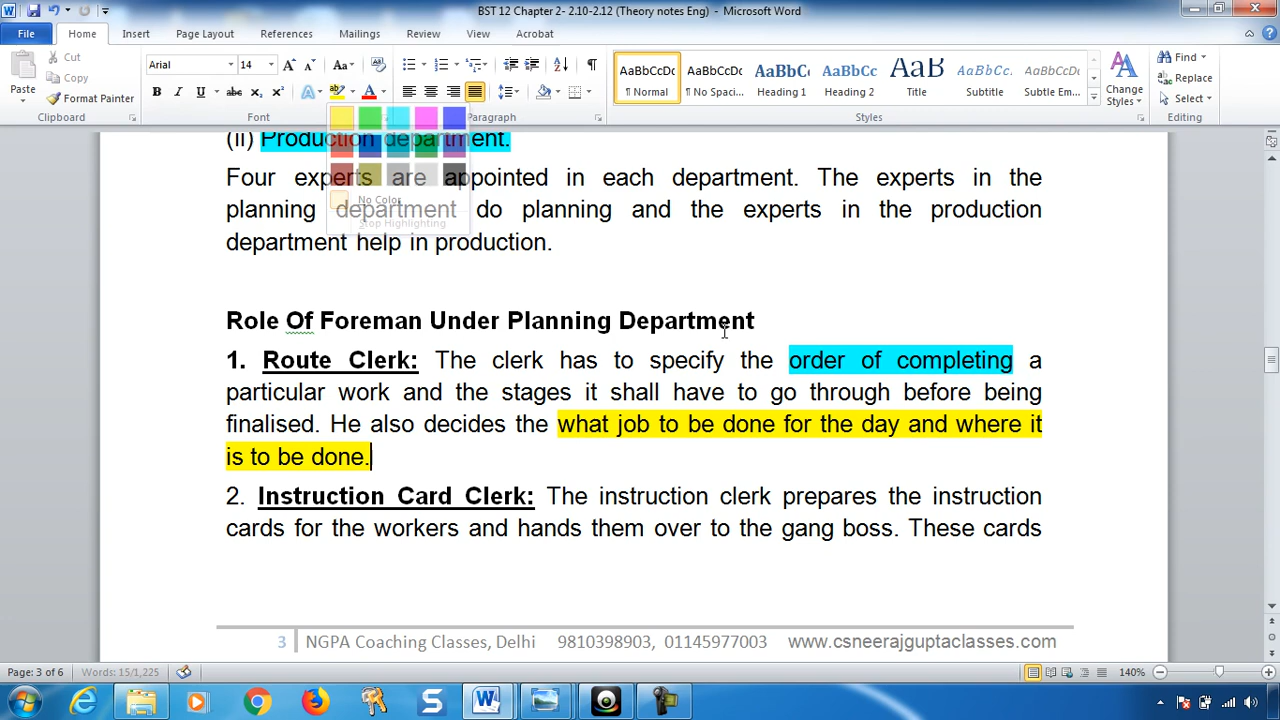 BST 12 Chapter 2- 2.10-2.12 (Theory notes Eng) - Microsoft Word
File Home Insert Page Layout References Mailings Review View Acrobat
Cut
Copy
Format Painter
Paste
Clipboard
Arial 14
Font
Paragraph
AaBbCcDc AaBbCcDc AaBbC AaBbCc AaB AaBbCc. AaBbCcDc
¶ Normal ¶ No Spaci... Heading 1 Heading 2 Title Subtitle Subtle Em...
Styles
Change Styles
Find
Replace
Select
Editing
No Color
Stop Highlighting
(ii) Production department.
Four experts are appointed in each department. The experts in the
planning department do planning and the experts in the production
department help in production.
Role Of Foreman Under Planning Department
1. Route Clerk: The clerk has to specify the order of completing a
particular work and the stages it shall have to go through before being
finalised. He also decides the what job to be done for the day and where it
is to be done.
2. Instruction Card Clerk: The instruction clerk prepares the instruction
cards for the workers and hands them over to the gang boss. These cards
3 NGPA Coaching Classes, Delhi 9810398903, 01145977003 www.csneerajguptaclasses.com
Page: 3 of 6 Words: 15/1,225 140%